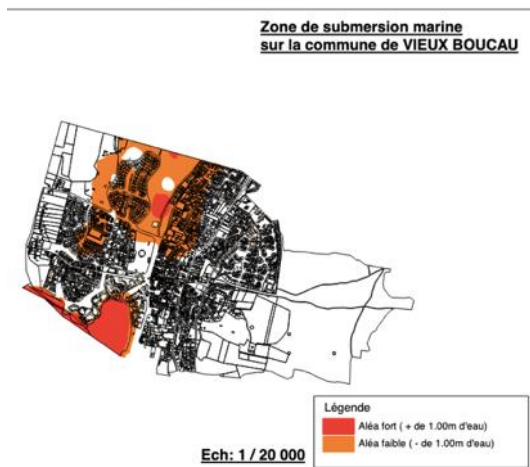 Zone de submersion marine
sur la commune de VIEUX BOUCAU
Légende
Aléa fort ( + de 1.00m d'eau)
Aléa faible ( - de 1.00m d'eau)
Ech: 1 / 20 000